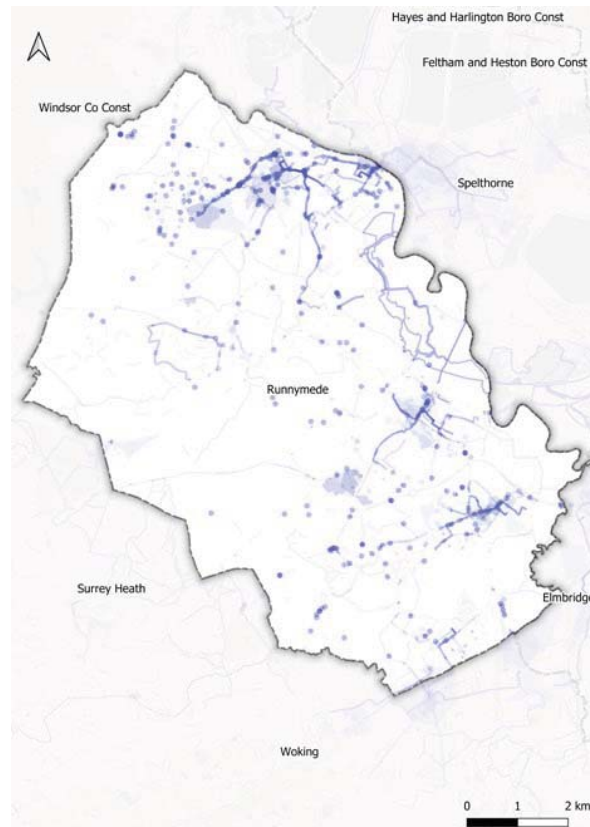 Hayes and Harlington Boro Const
Feltham and Heston Boro Const
Windsor Co Const
Spelthorne
Runnymede
Surrey Heath
Elmbridge
Woking
0 1 2 km